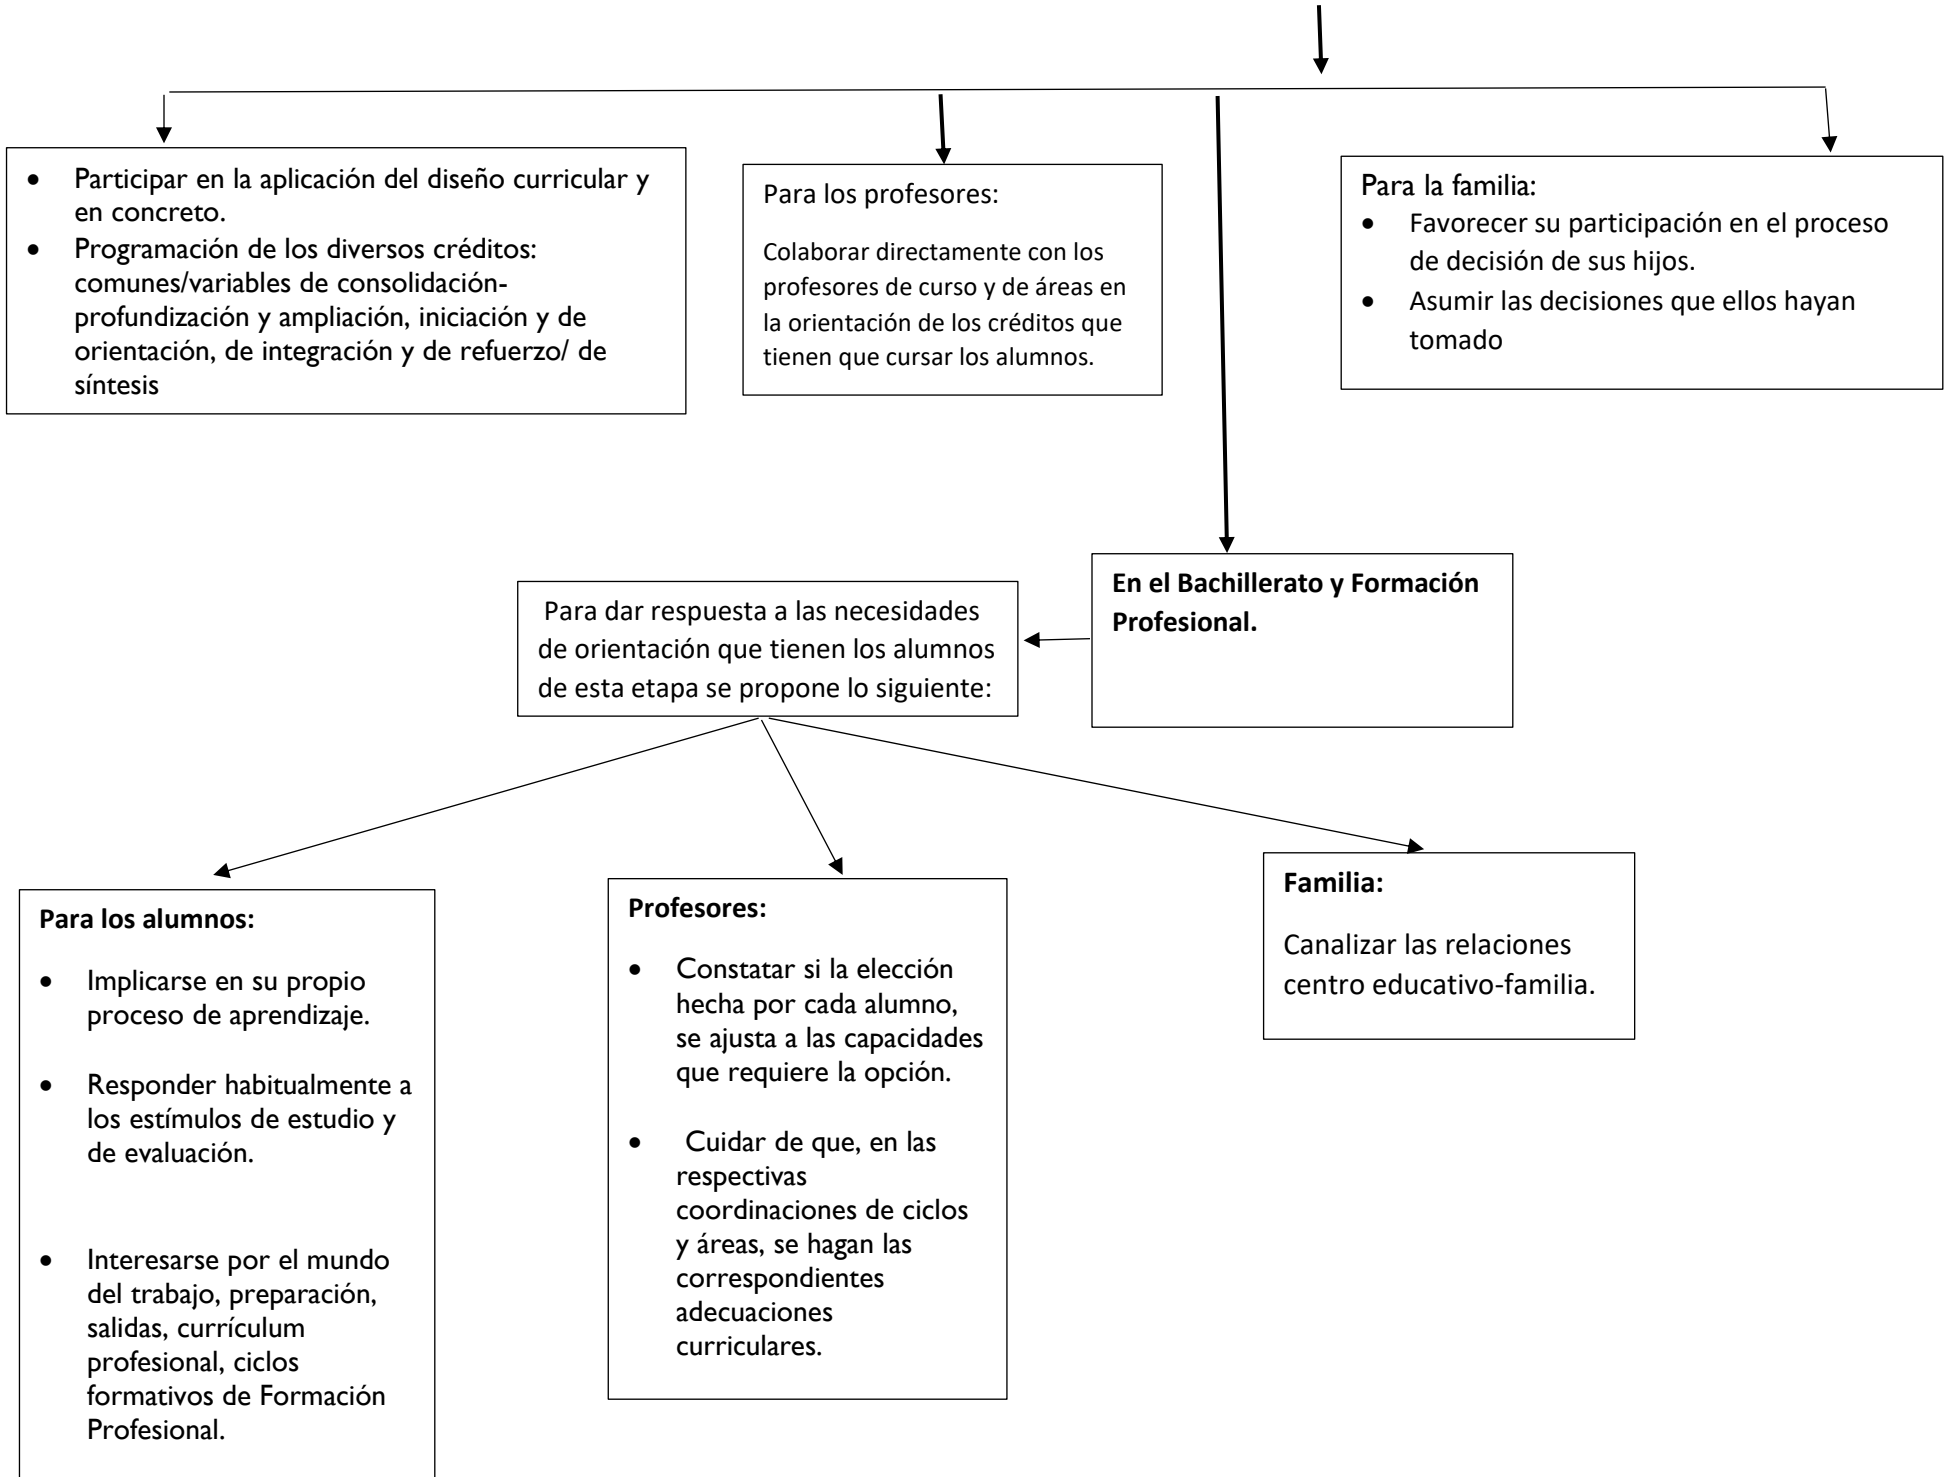 • Participar en la aplicación del diseño curricular y
en concreto.
• Programación de los diversos créditos:
comunes/variables de consolidación-
profundización y ampliación, iniciación y de
orientación, de integración y de refuerzo/ de
síntesis
Para los profesores:
Colaborar directamente con los
profesores de curso y de áreas en
la orientación de los créditos que
tienen que cursar los alumnos.
Para la familia:
• Favorecer su participación en el proceso
de decisión de sus hijos.
• Asumir las decisiones que ellos hayan
tomado
En el Bachillerato y Formación
Profesional.
Para dar respuesta a las necesidades
de orientación que tienen los alumnos
de esta etapa se propone lo siguiente:
Para los alumnos:
• Implicarse en su propio
proceso de aprendizaje.
• Responder habitualmente a
los estímulos de estudio y
de evaluación.
• Interesarse por el mundo
del trabajo, preparación,
salidas, currículum
profesional, ciclos
formativos de Formación
Profesional.
Profesores:
• Constatar si la elección
hecha por cada alumno,
se ajusta a las capacidades
que requiere la opción.
• Cuidar de que, en las
respectivas
coordinaciones de ciclos
y áreas, se hagan las
correspondientes
adecuaciones
curriculares.
Familia:
Canalizar las relaciones
centro educativo-familia.